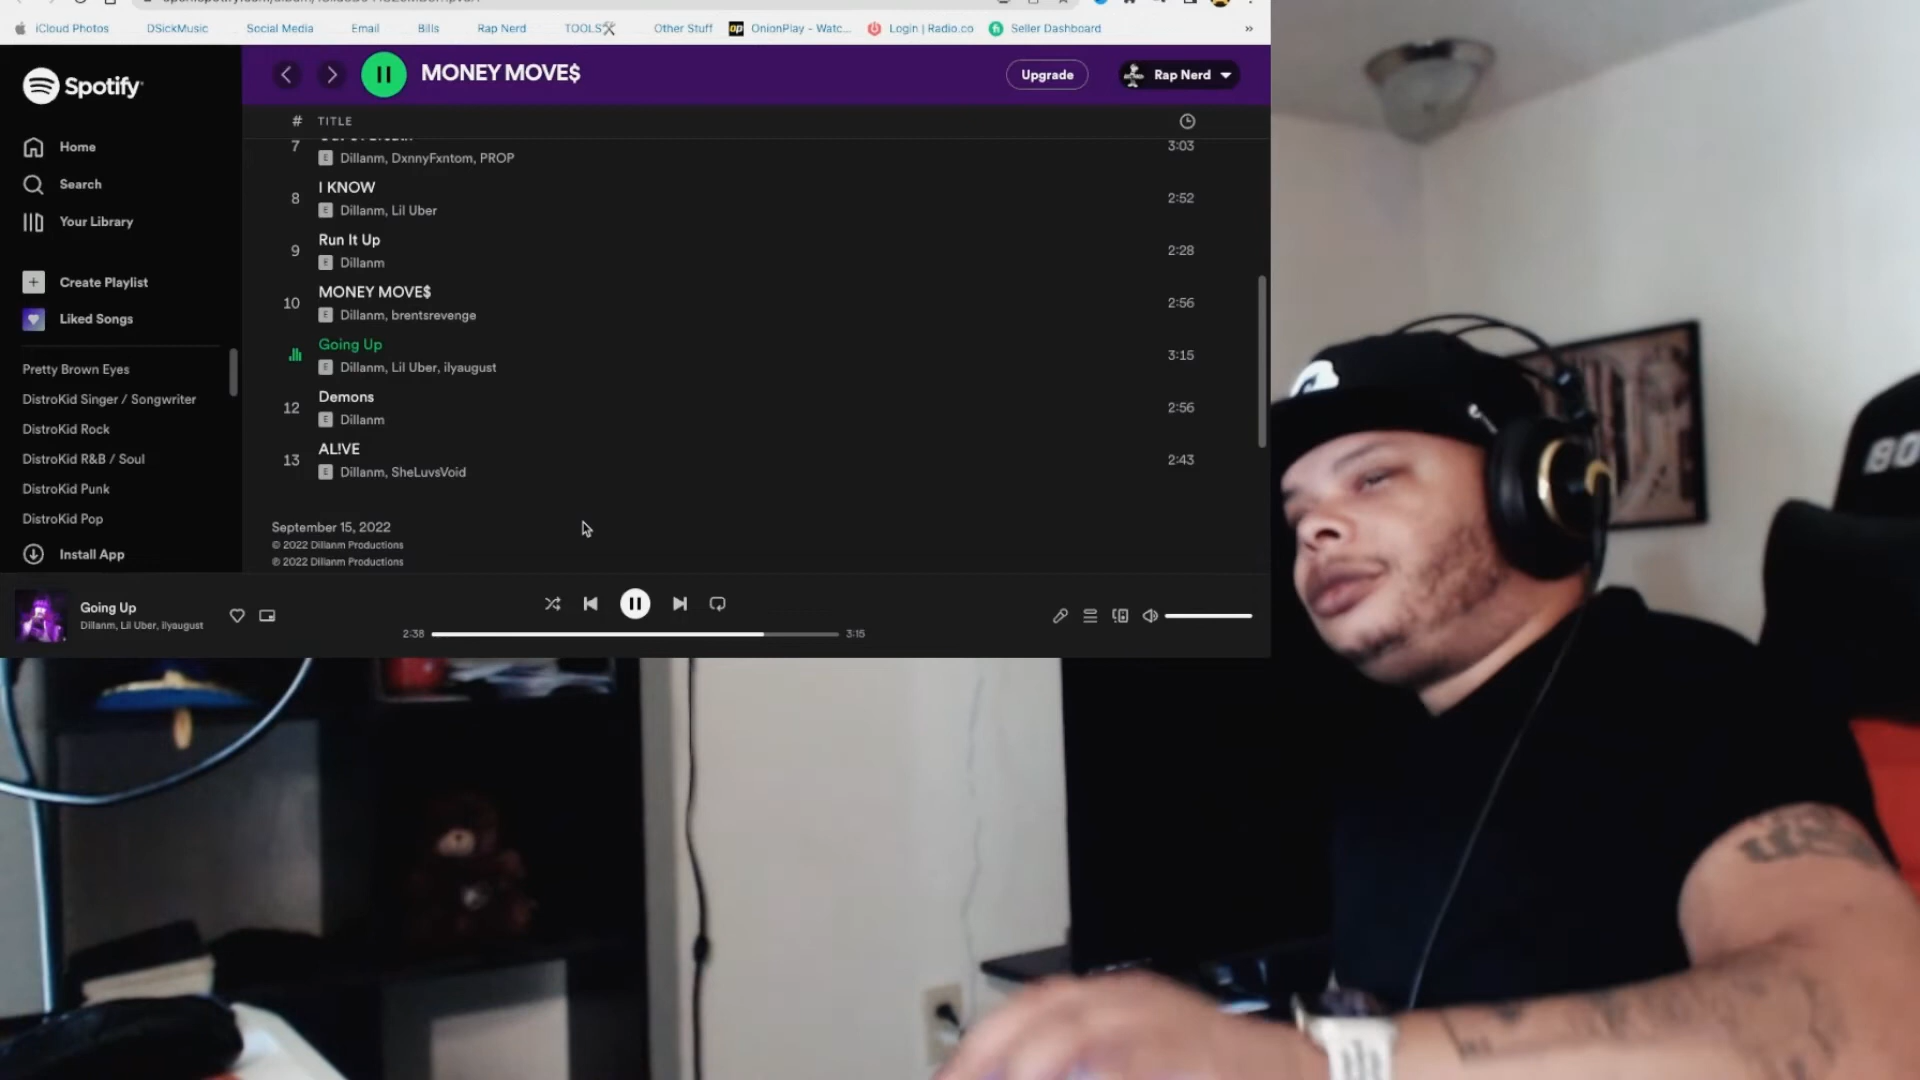 iCloud Photos DSickMusic Social Media Email Bills Rap Nerd TOOLS Other Stuff OnionPlay - Watc... Login | Radio.co Seller Dashboard »
Spotify
MONEY MOVE$
Upgrade
Rap Nerd
# TITLE
Home
Search
Your Library
Create Playlist
Liked Songs
Pretty Brown Eyes
DistroKid Singer / Songwriter
DistroKid Rock
DistroKid R&B / Soul
DistroKid Punk
DistroKid Pop
Install App
7 3:03
E Dillanm, DxnnyFxntom, PROP
8 I KNOW 2:52
E Dillanm, Lil Uber
9 Run It Up 2:28
E Dillanm
10 MONEY MOVE$ 2:56
E Dillanm, brentsrevenge
Going Up 3:15
E Dillanm, Lil Uber, ilyaugust
12 Demons 2:56
E Dillanm
13 AL!VE 2:43
E Dillanm, SheLuvsVoid
September 15, 2022
© 2022 Dillanm Productions
℗ 2022 Dillanm Productions
Going Up
Dillanm, Lil Uber, ilyaugust
2:38 3:15
80